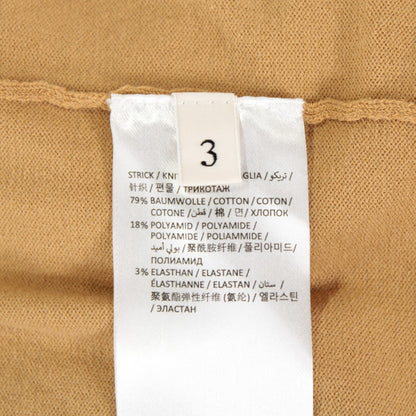 3
STRICK / KNI GLIA / تريكو /
针织 / 편물 / ТРИКОТАЖ
79% BAUMWOLLE / COTTON / COTON /
COTONE / قطن / 棉 / 면 / ХЛОПОК
18% POLYAMID / POLYAMIDE /
POLYAMIDE / POLIAMMIDE /
بولي أميد / 聚酰胺纤维 / 폴리아미드 /
ПОЛИАМИД
3% ELASTHAN / ELASTANE /
ÉLASTHANNE / ELASTAN / ستان /
聚氨酯弹性纤维 (氨纶) / 엘라스틴
/ ЭЛАСТАН